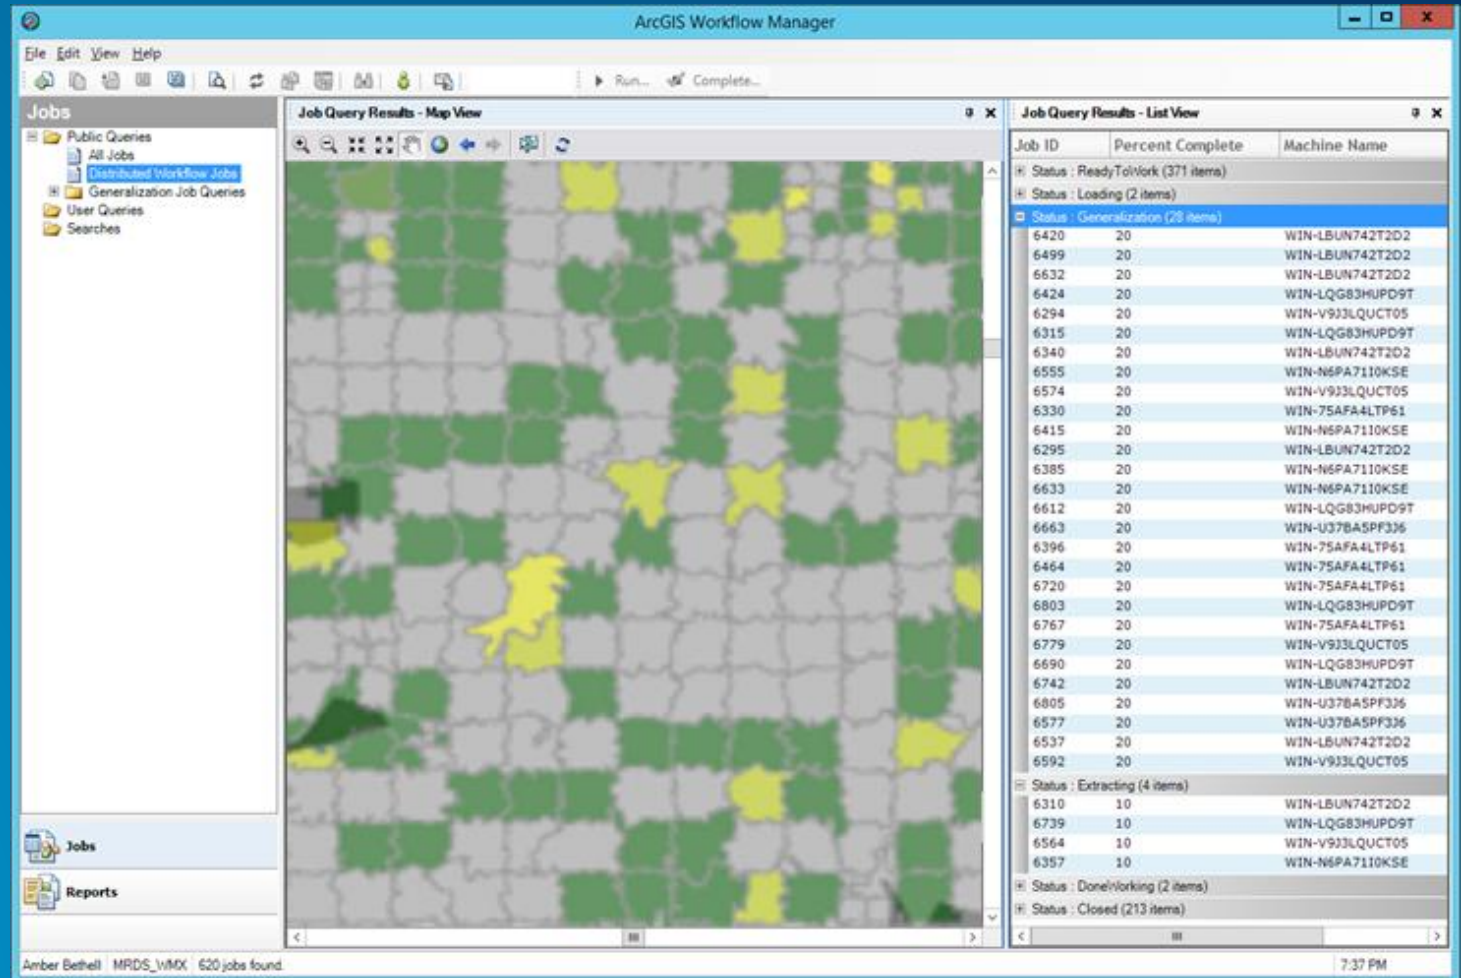 ArcGIS Workflow Manager
File Edit View Help
Run... Complete...
Jobs
Public Queries
All Jobs
Distributed Workflow Jobs
Generalization Job Queries
User Queries
Searches
Jobs
Reports
Job Query Results - Map View
Job Query Results - List View
Job ID Percent Complete Machine Name
Status : ReadyToWork (371 items)
Status : Loading (2 items)
Status : Generalization (28 items)
6420 20 WIN-LBUN742T2D2
6499 20 WIN-LBUN742T2D2
6632 20 WIN-LBUN742T2D2
6424 20 WIN-LQG83HUPD9T
6294 20 WIN-V9J3LQUCT05
6315 20 WIN-LQG83HUPD9T
6340 20 WIN-LBUN742T2D2
6555 20 WIN-N6PA71I0KSE
6574 20 WIN-V9J3LQUCT05
6330 20 WIN-75AFA4LTP61
6415 20 WIN-N6PA71I0KSE
6295 20 WIN-LBUN742T2D2
6385 20 WIN-N6PA71I0KSE
6633 20 WIN-N6PA71I0KSE
6612 20 WIN-LQG83HUPD9T
6663 20 WIN-U37BA5PF3J6
6396 20 WIN-75AFA4LTP61
6464 20 WIN-75AFA4LTP61
6720 20 WIN-75AFA4LTP61
6803 20 WIN-LQG83HUPD9T
6767 20 WIN-75AFA4LTP61
6779 20 WIN-V9J3LQUCT05
6690 20 WIN-LQG83HUPD9T
6742 20 WIN-LBUN742T2D2
6805 20 WIN-U37BA5PF3J6
6577 20 WIN-U37BA5PF3J6
6537 20 WIN-LBUN742T2D2
6592 20 WIN-V9J3LQUCT05
Status : Extracting (4 items)
6310 10 WIN-LBUN742T2D2
6739 10 WIN-LQG83HUPD9T
6564 10 WIN-V9J3LQUCT05
6357 10 WIN-N6PA71I0KSE
Status : DoneWorking (2 items)
Status : Closed (213 items)
Amber Bethell MRDS_WMX 620 jobs found.
7:37 PM